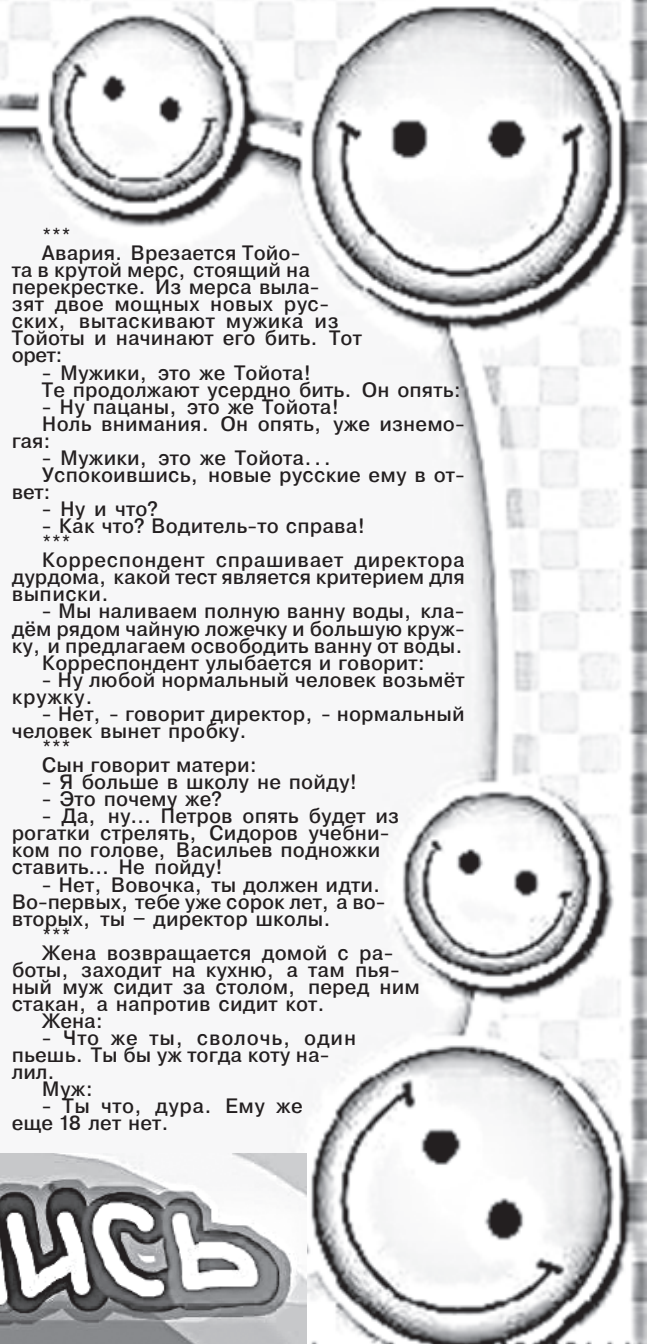 ***
Авария. Врезается Тойо-
та в крутой мерс, стоящий на
перекрестке. Из мерса выла-
зят двое мощных новых рус-
ских, вытаскивают мужика из
Тойоты и начинают его бить. Тот
орет:
– Мужики, это же Тойота!
Те продолжают усердно бить. Он опять:
– Ну пацаны, это же Тойота!
Ноль внимания. Он опять, уже изнемо-
гая:
– Мужики, это же Тойота...
Успокоившись, новые русские ему в от-
вет:
– Ну и что?
– Как что? Водитель-то справа!
***
Корреспондент спрашивает директора
дурдома, какой тест является критерием для
выписки.
– Мы наливаем полную ванну воды, кла-
дём рядом чайную ложечку и большую круж-
ку, и предлагаем освободить ванну от воды.
Корреспондент улыбается и говорит:
– Ну любой нормальный человек возьмёт
кружку.
– Нет, – говорит директор, – нормальный
человек вынет пробку.
***
Сын говорит матери:
– Я больше в школу не пойду!
– Это почему же?
– Да, ну... Петров опять будет из
рогатки стрелять, Сидоров учебни-
ком по голове, Васильев подножки
ставить... Не пойду!
– Нет, Вовочка, ты должен идти.
Во-первых, тебе уже сорок лет, а во-
вторых, ты – директор школы.
***
Жена возвращается домой с ра-
боты, заходит на кухню, а там пья-
ный муж сидит за столом, перед ним
стакан, а напротив сидит кот.
Жена:
– Что же ты, сволочь, один
пьешь. Ты бы уж тогда коту на-
лил.
Муж:
– Ты что, дура. Ему же
еще 18 лет нет.
ись